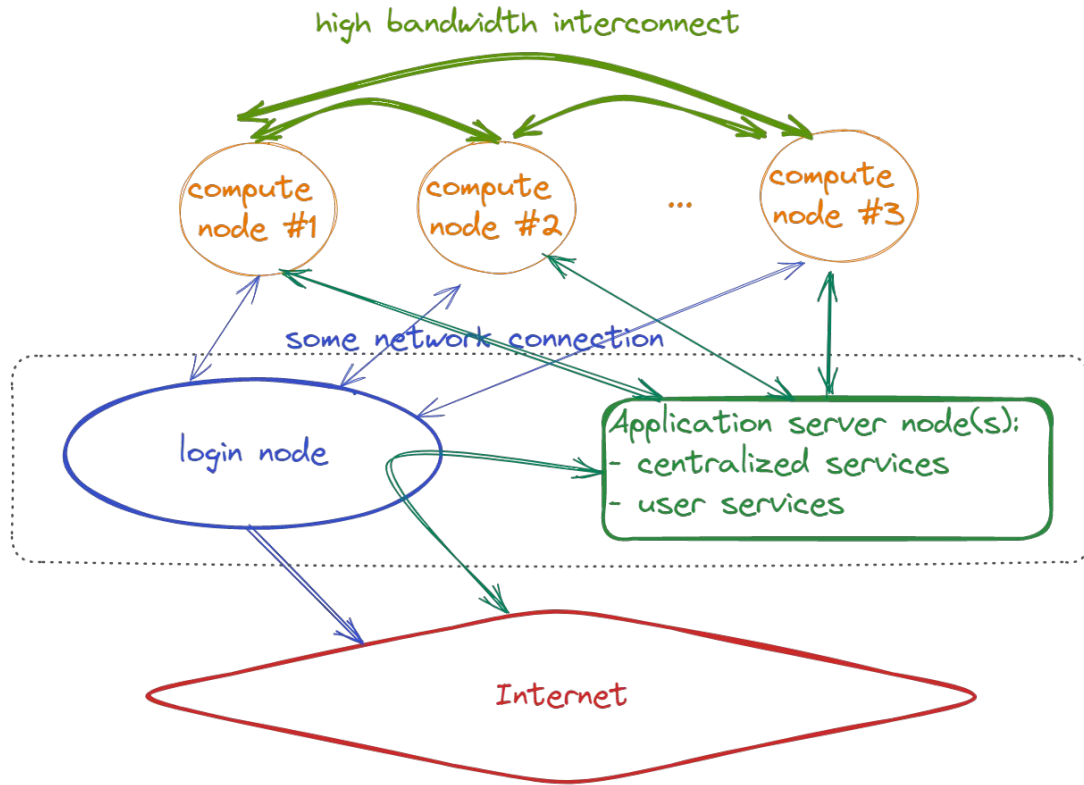 high bandwidth interconnect
compute
node #1
compute
node #2
...
compute
node #3
some network connection
login node
Application server node(s):
- centralized services
- user services
Internet